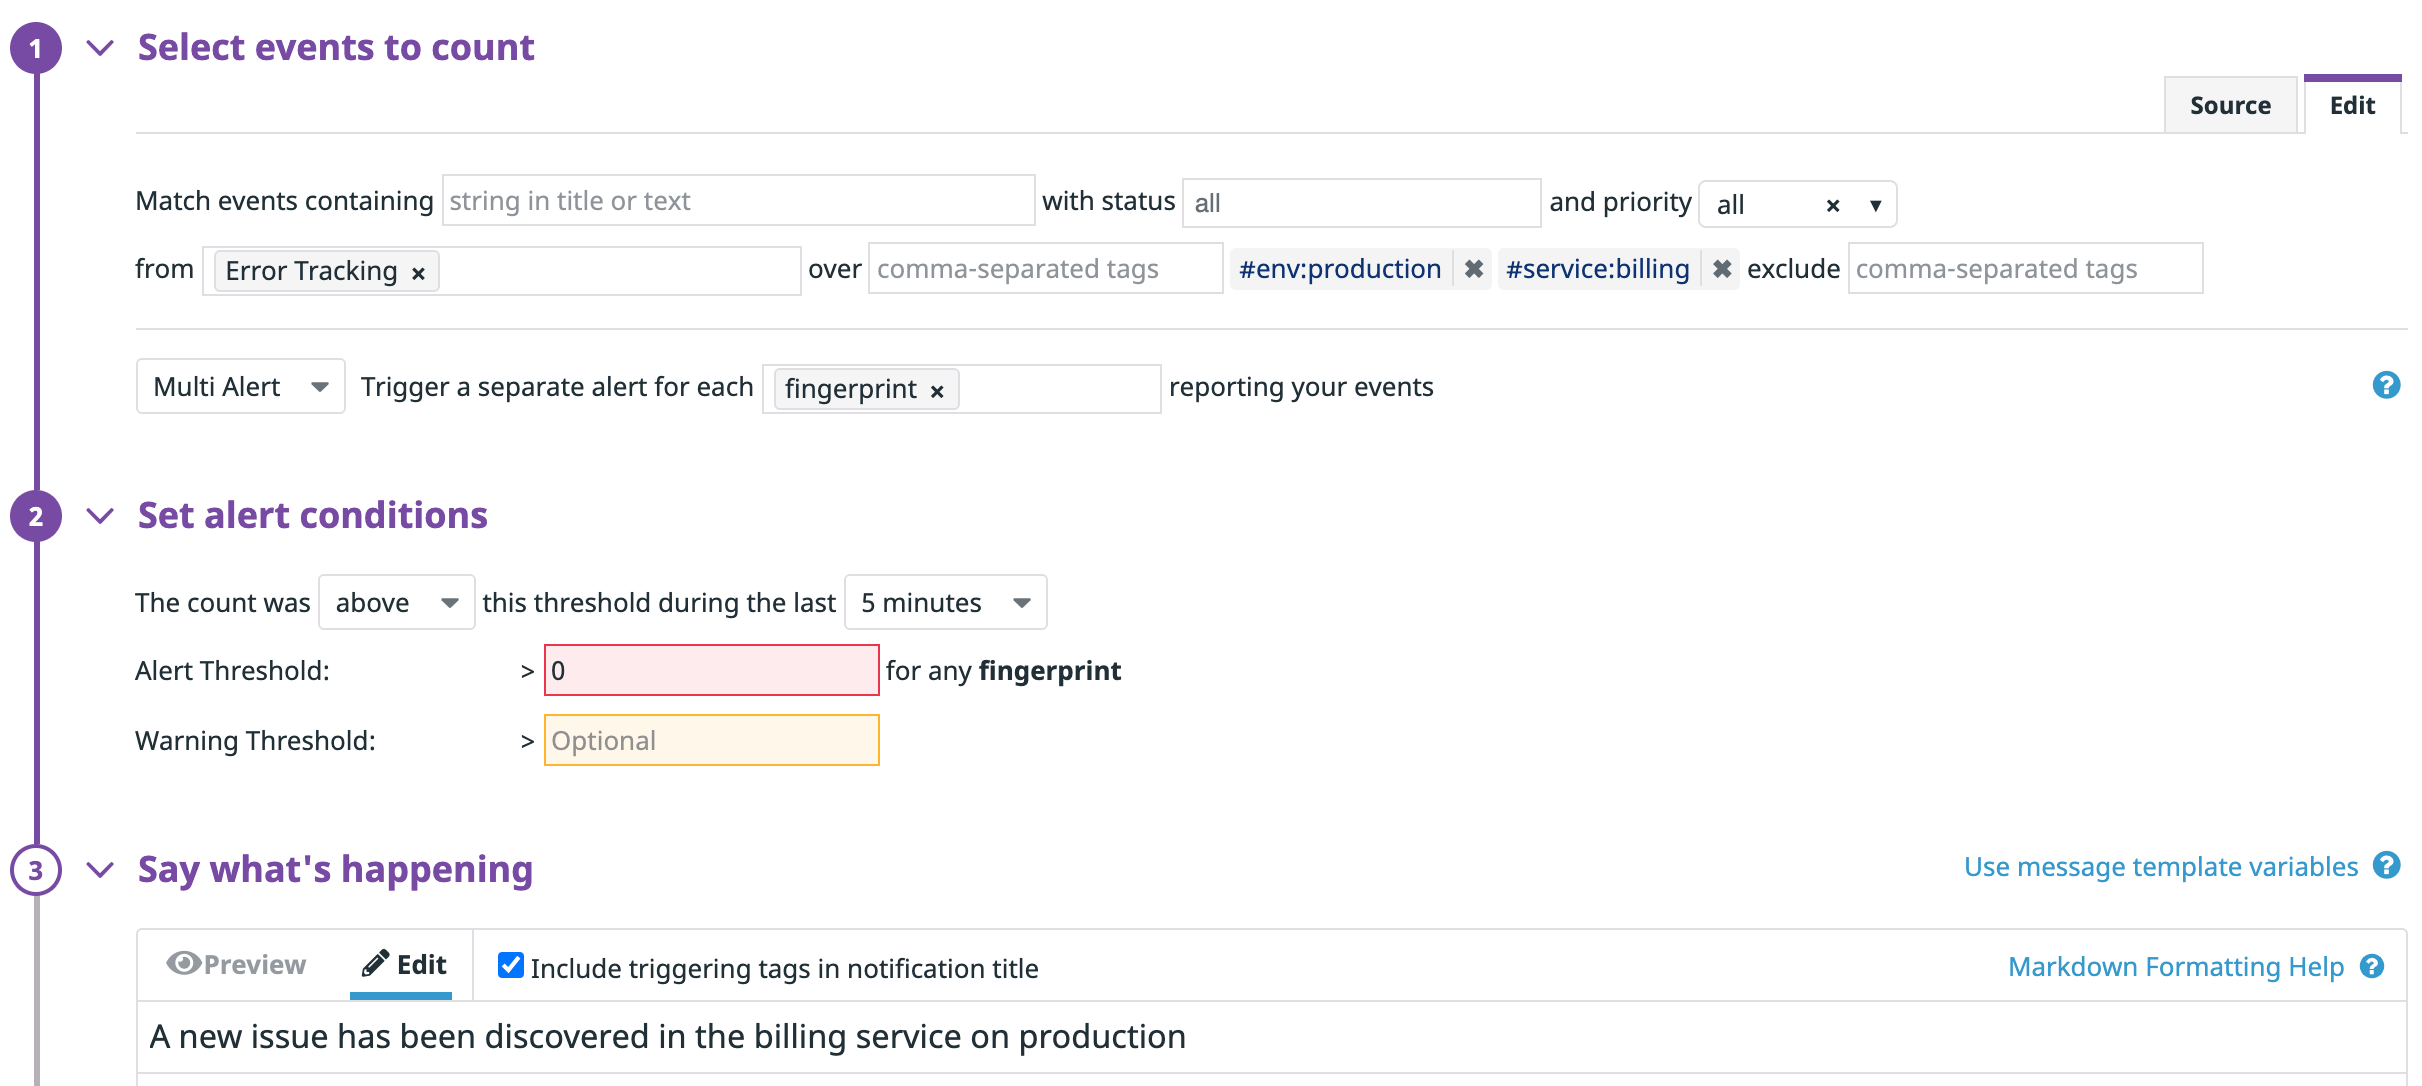 1 Select events to count
Source Edit
Match events containing string in title or text with status all and priority all × ▾
from Error Tracking × over comma-separated tags #env:production ✖ #service:billing ✖ exclude comma-separated tags
Multi Alert Trigger a separate alert for each fingerprint × reporting your events ?
2 Set alert conditions
The count was above this threshold during the last 5 minutes
Alert Threshold: > 0 for any fingerprint
Warning Threshold: > Optional
3 Say what's happening Use message template variables ?
Preview Edit Include triggering tags in notification title Markdown Formatting Help ?
A new issue has been discovered in the billing service on production